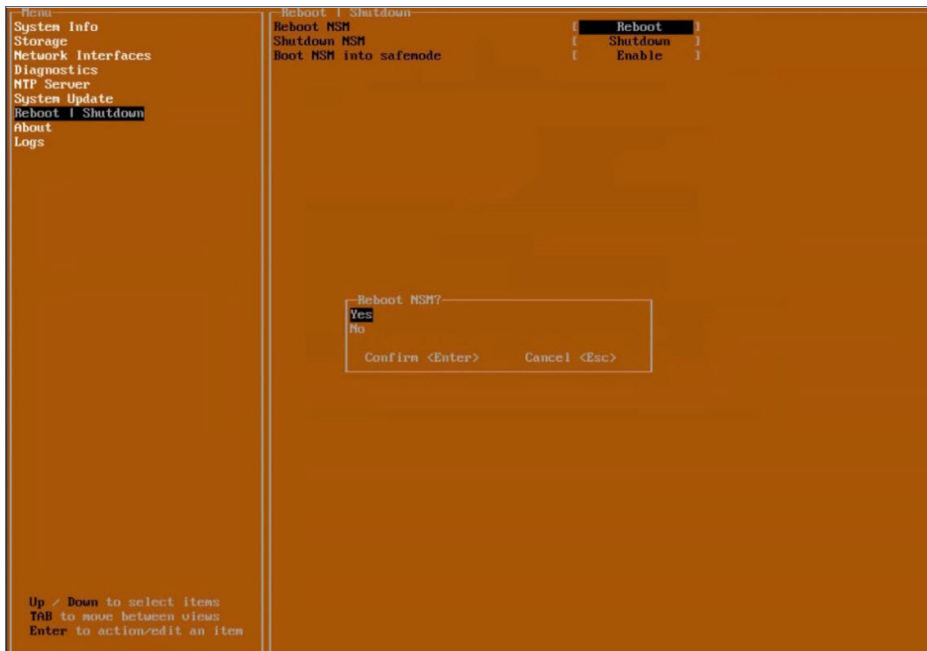 Menu
System Info
Storage
Network Interfaces
Diagnostics
NTP Server
System Update
Reboot | Shutdown
About
Logs
Up / Down to select items
TAB to move between views
Enter to action/edit an item
Reboot | Shutdown
Reboot NSM [ Reboot ]
Shutdown NSM [ Shutdown ]
Boot NSM into safemode [ Enable ]
Reboot NSM?
Yes
No
Confirm <Enter> Cancel <Esc>